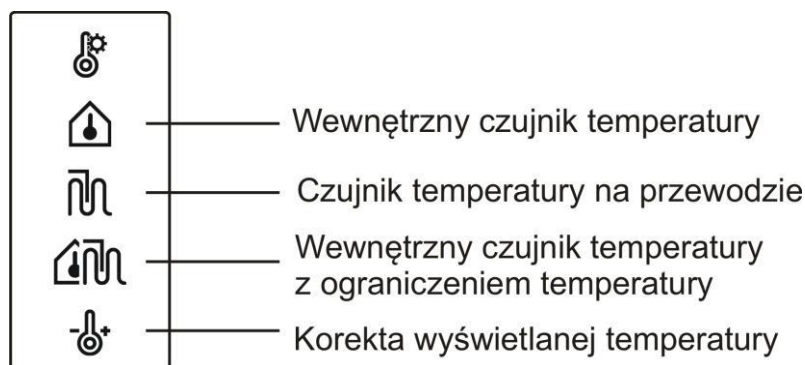 Wewnętrzny czujnik temperatury
Czujnik temperatury na przewodzie
Wewnętrzny czujnik temperatury
z ograniczeniem temperatury
Korekta wyświetlanej temperatury